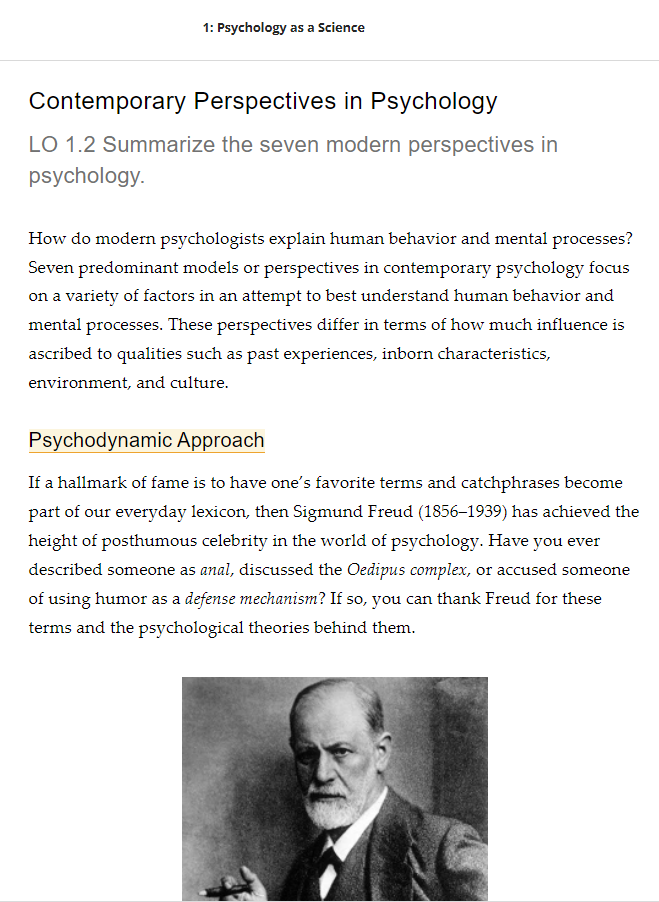 1: Psychology as a Science
Contemporary Perspectives in Psychology
LO 1.2 Summarize the seven modern perspectives in
psychology.
How do modern psychologists explain human behavior and mental processes?
Seven predominant models or perspectives in contemporary psychology focus
on a variety of factors in an attempt to best understand human behavior and
mental processes. These perspectives differ in terms of how much influence is
ascribed to qualities such as past experiences, inborn characteristics,
environment, and culture.
Psychodynamic Approach
If a hallmark of fame is to have one’s favorite terms and catchphrases become
part of our everyday lexicon, then Sigmund Freud (1856–1939) has achieved the
height of posthumous celebrity in the world of psychology. Have you ever
described someone as anal, discussed the Oedipus complex, or accused someone
of using humor as a defense mechanism? If so, you can thank Freud for these
terms and the psychological theories behind them.